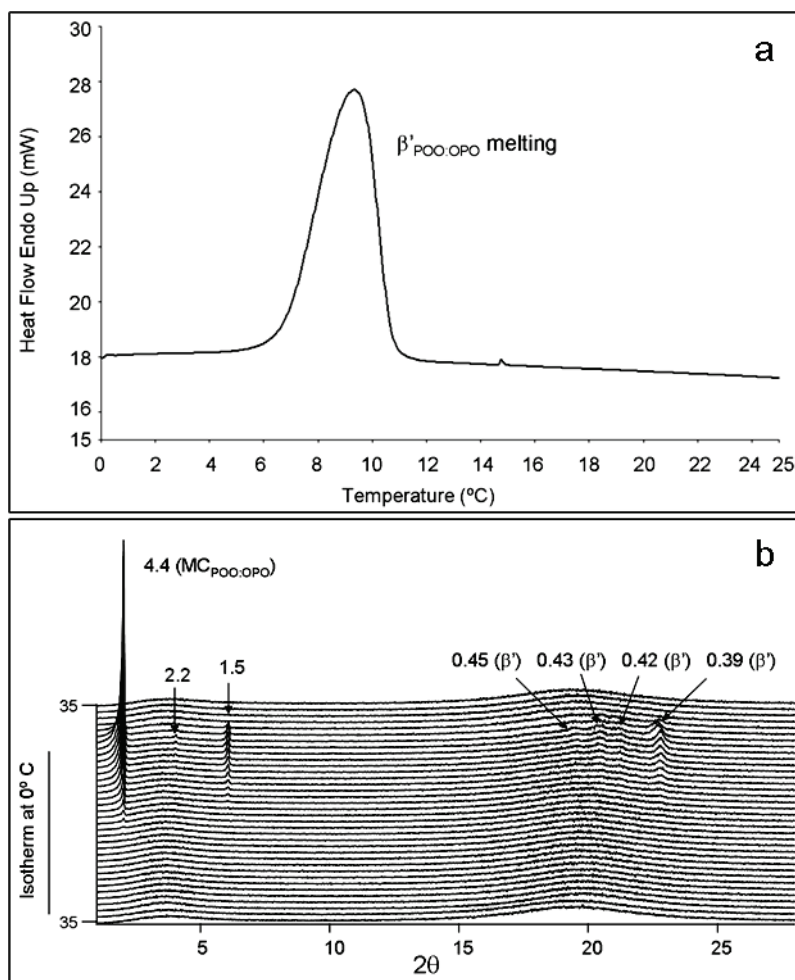 a
30
28
26
24
22
20
18
16
15
Heat Flow Endo Up (mW)
β'POO:OPO melting
0 2 4 6 8 10 12 14 16 18 20 22 24 25
Temperature (ºC)
b
4.4 (MCPOO:OPO)
2.2
1.5
0.45 (β') 0.43 (β') 0.42 (β') 0.39 (β')
35
Isotherm at 0º C
35
5 10 15 20 25
2θ